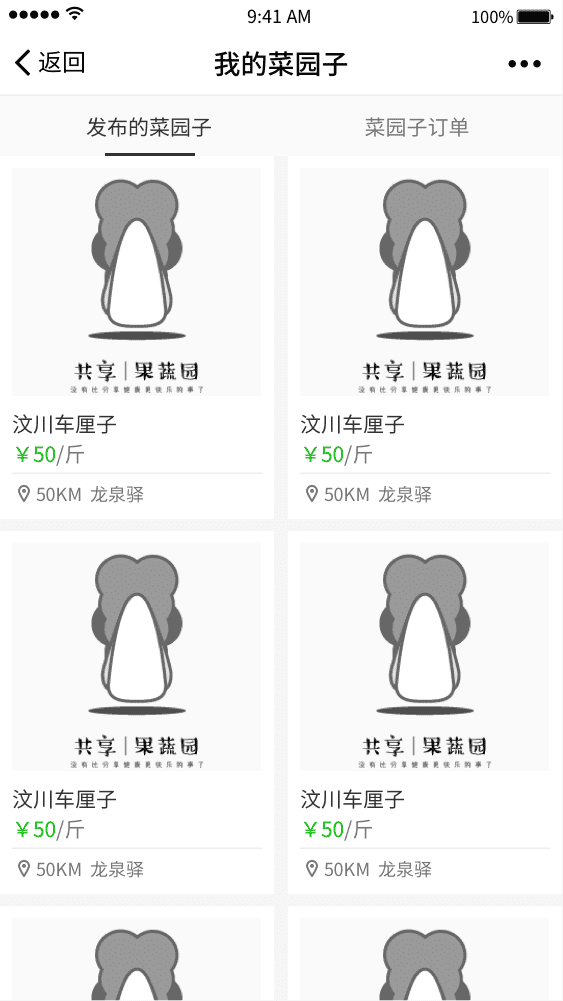 9:41 AM 100%
返回 我的菜园子
发布的菜园子 菜园子订单
共享|果蔬园
没有比分享健康更快乐的事了
汶川车厘子
￥50/斤
50KM 龙泉驿
共享|果蔬园
没有比分享健康更快乐的事了
汶川车厘子
￥50/斤
50KM 龙泉驿
共享|果蔬园
没有比分享健康更快乐的事了
汶川车厘子
￥50/斤
50KM 龙泉驿
共享|果蔬园
没有比分享健康更快乐的事了
汶川车厘子
￥50/斤
50KM 龙泉驿